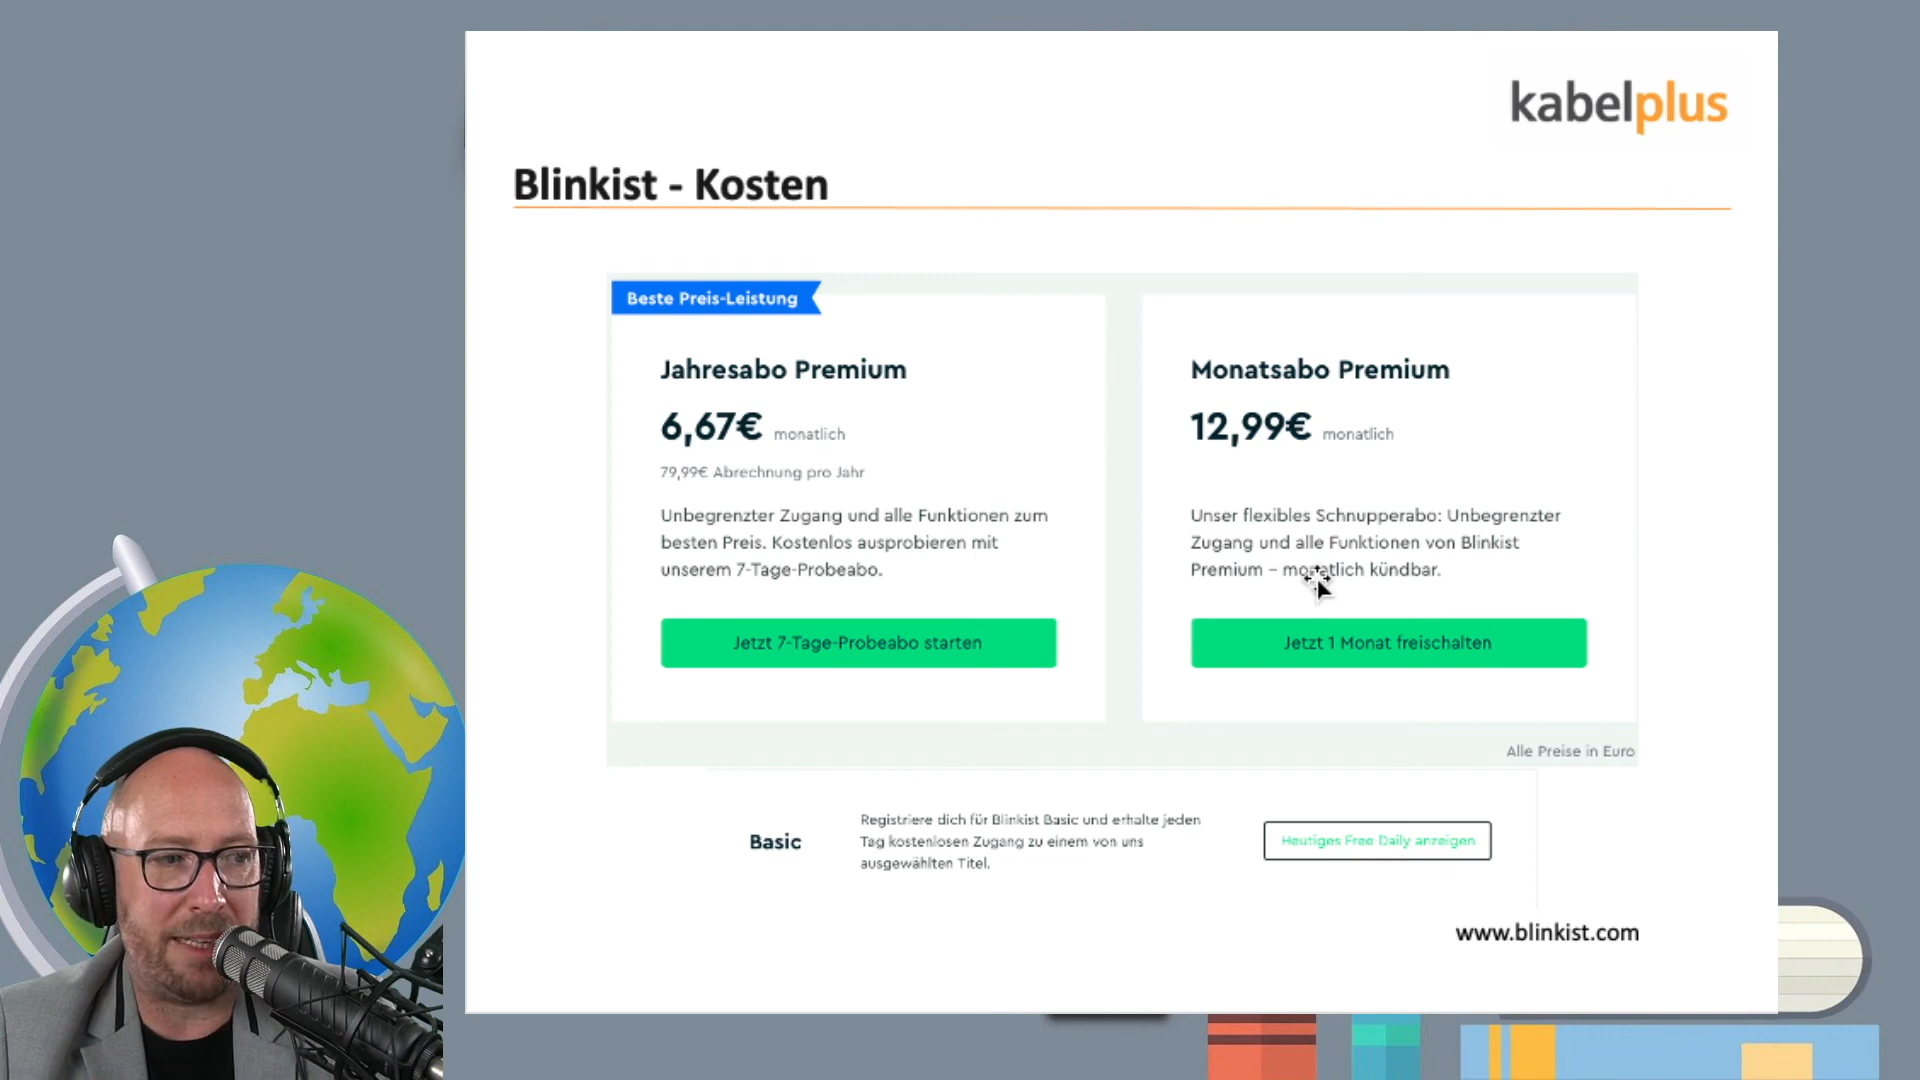 kabelplus
Blinkist - Kosten
Beste Preis-Leistung
Jahresabo Premium
6,67€ monatlich
79,99€ Abrechnung pro Jahr
Unbegrenzter Zugang und alle Funktionen zum
besten Preis. Kostenlos ausprobieren mit
unserem 7-Tage-Probeabo.
Jetzt 7-Tage-Probeabo starten
Monatsabo Premium
12,99€ monatlich
Unser flexibles Schnupperabo: Unbegrenzter
Zugang und alle Funktionen von Blinkist
Premium – monatlich kündbar.
Jetzt 1 Monat freischalten
Alle Preise in Euro
Basic
Registriere dich für Blinkist Basic und erhalte jeden
Tag kostenlosen Zugang zu einem von uns
ausgewählten Titel.
Heutiges Free Daily anzeigen
www.blinkist.com